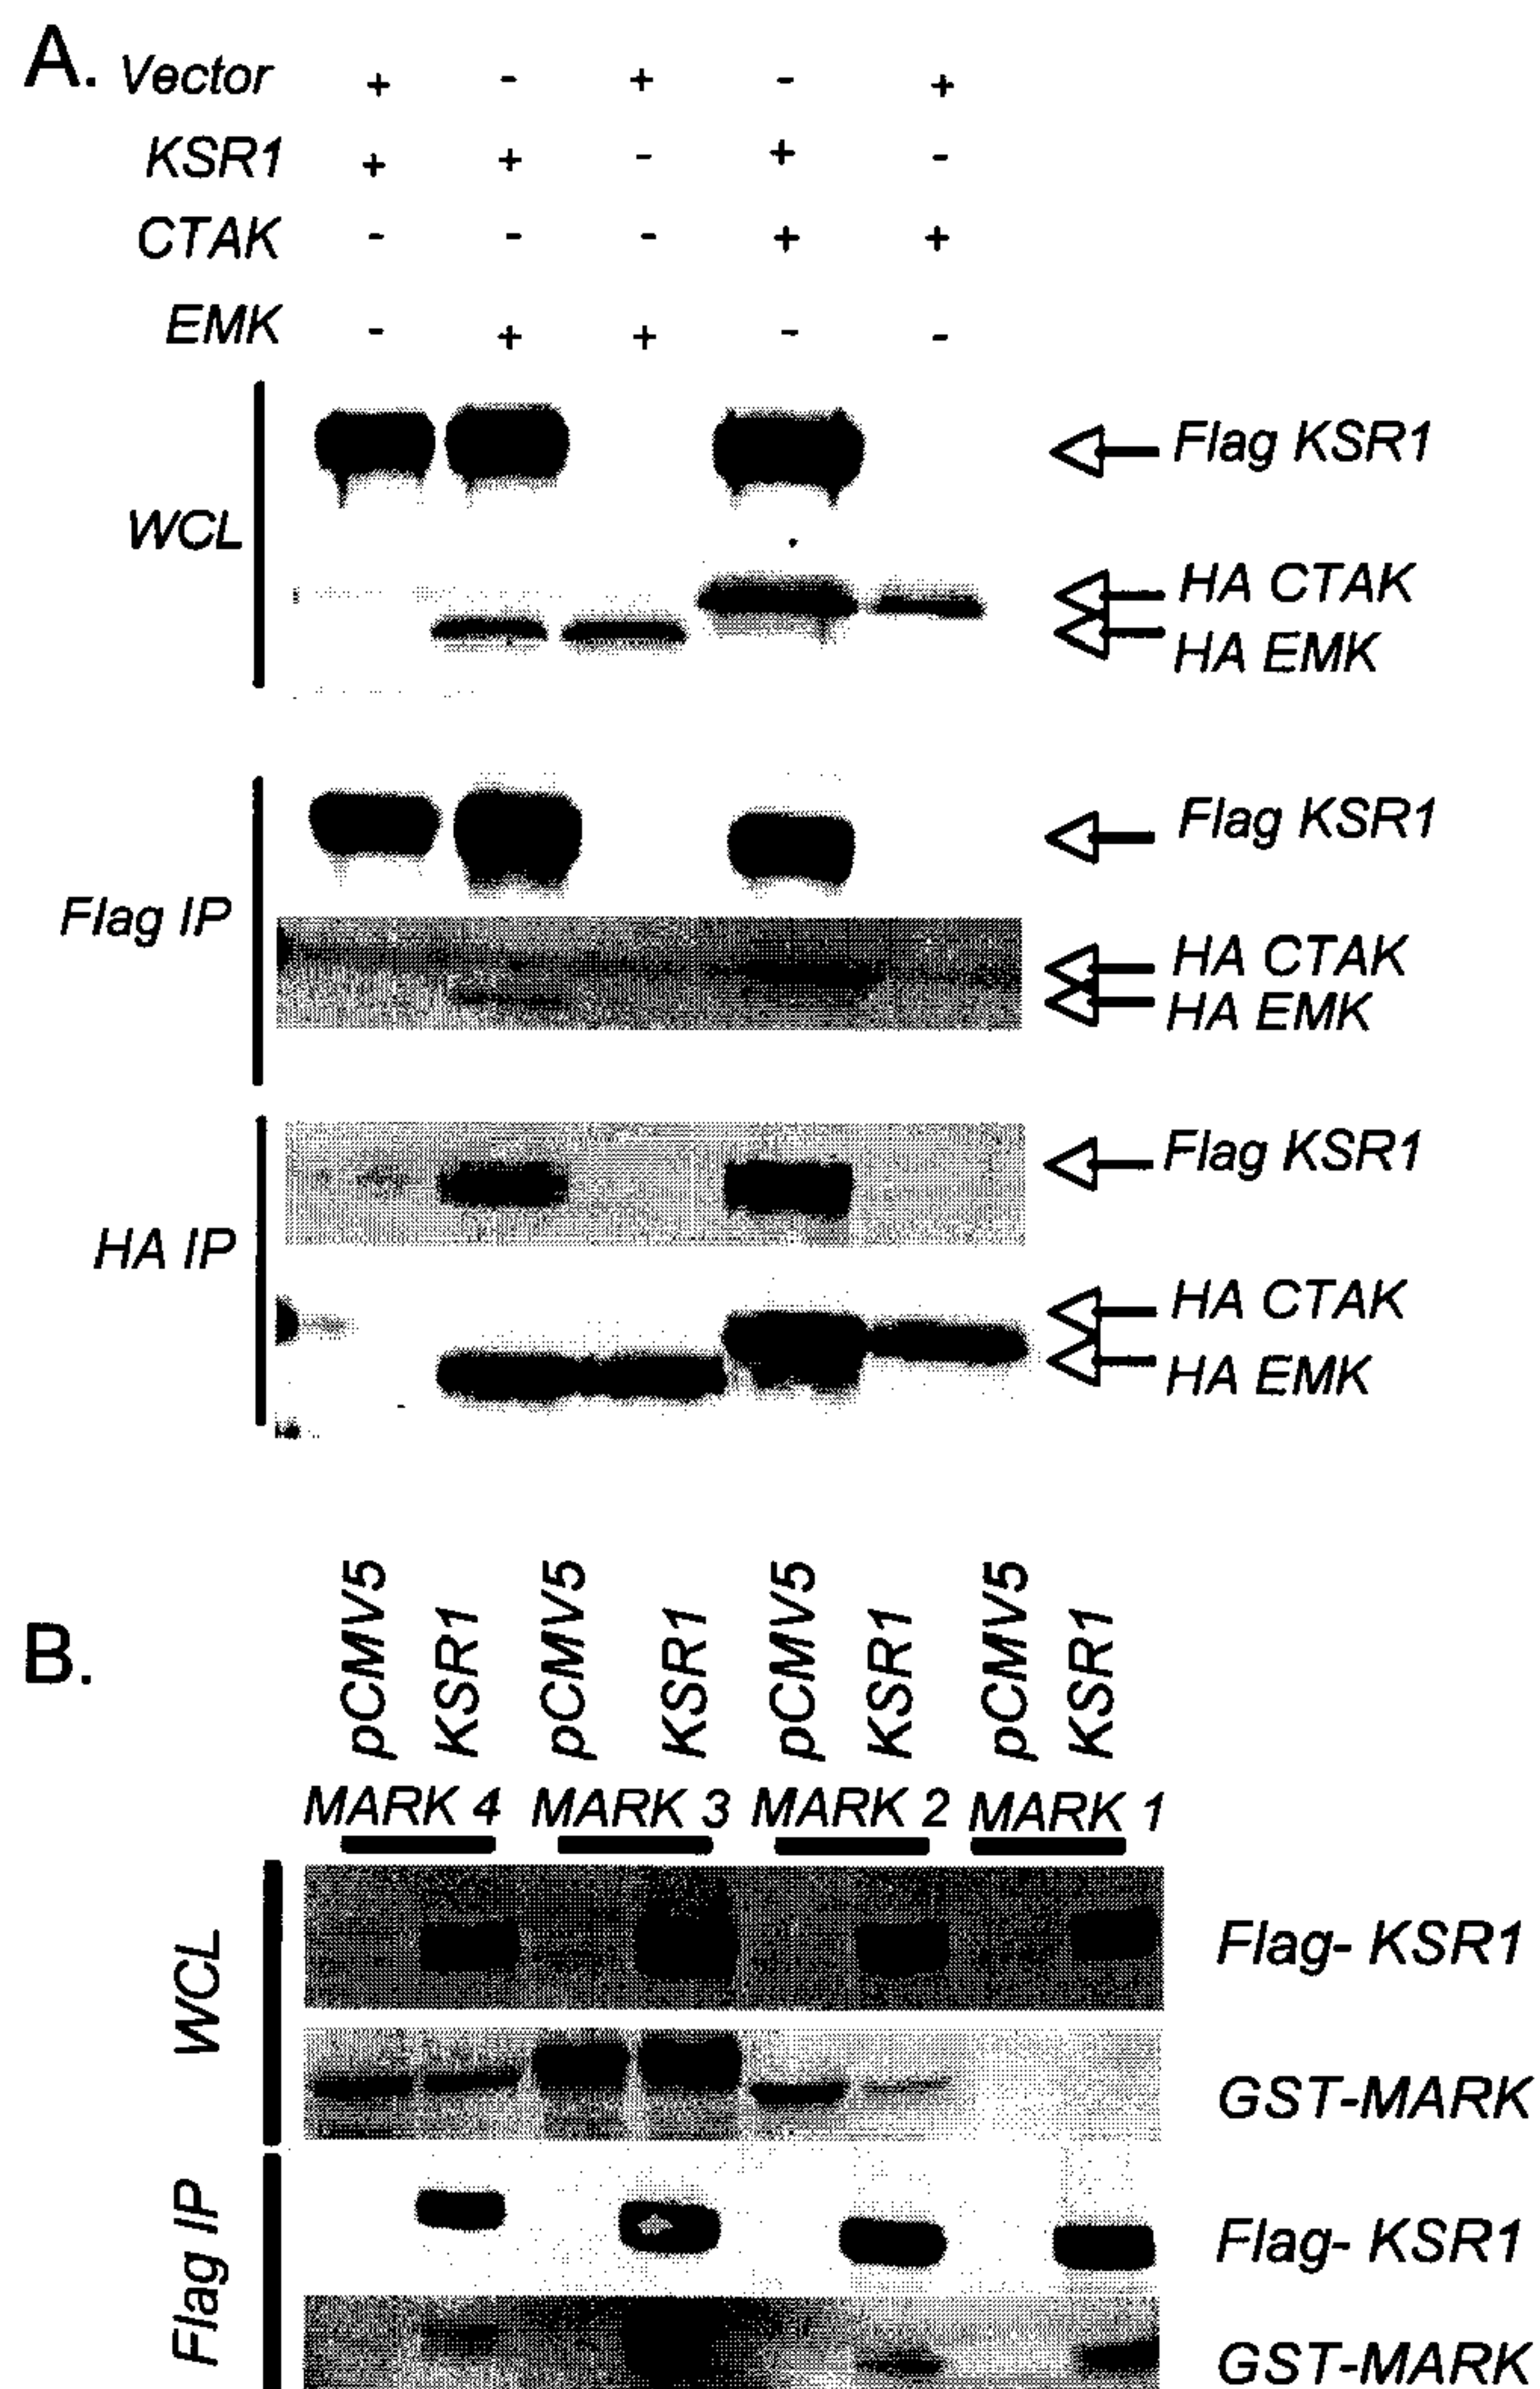 A. Vector + - + - +
KSR1 + + - + -
CTAK - - - + +
EMK - + + - -
WCL
Flag KSR1
HA CTAK
HA EMK
Flag IP
Flag KSR1
HA CTAK
HA EMK
HA IP
Flag KSR1
HA CTAK
HA EMK
B.
pCMV5 KSR1 pCMV5 KSR1 pCMV5 KSR1 pCMV5 KSR1
MARK 4 MARK 3 MARK 2 MARK 1
WCL
Flag- KSR1
GST-MARK
Flag IP
Flag- KSR1
GST-MARK